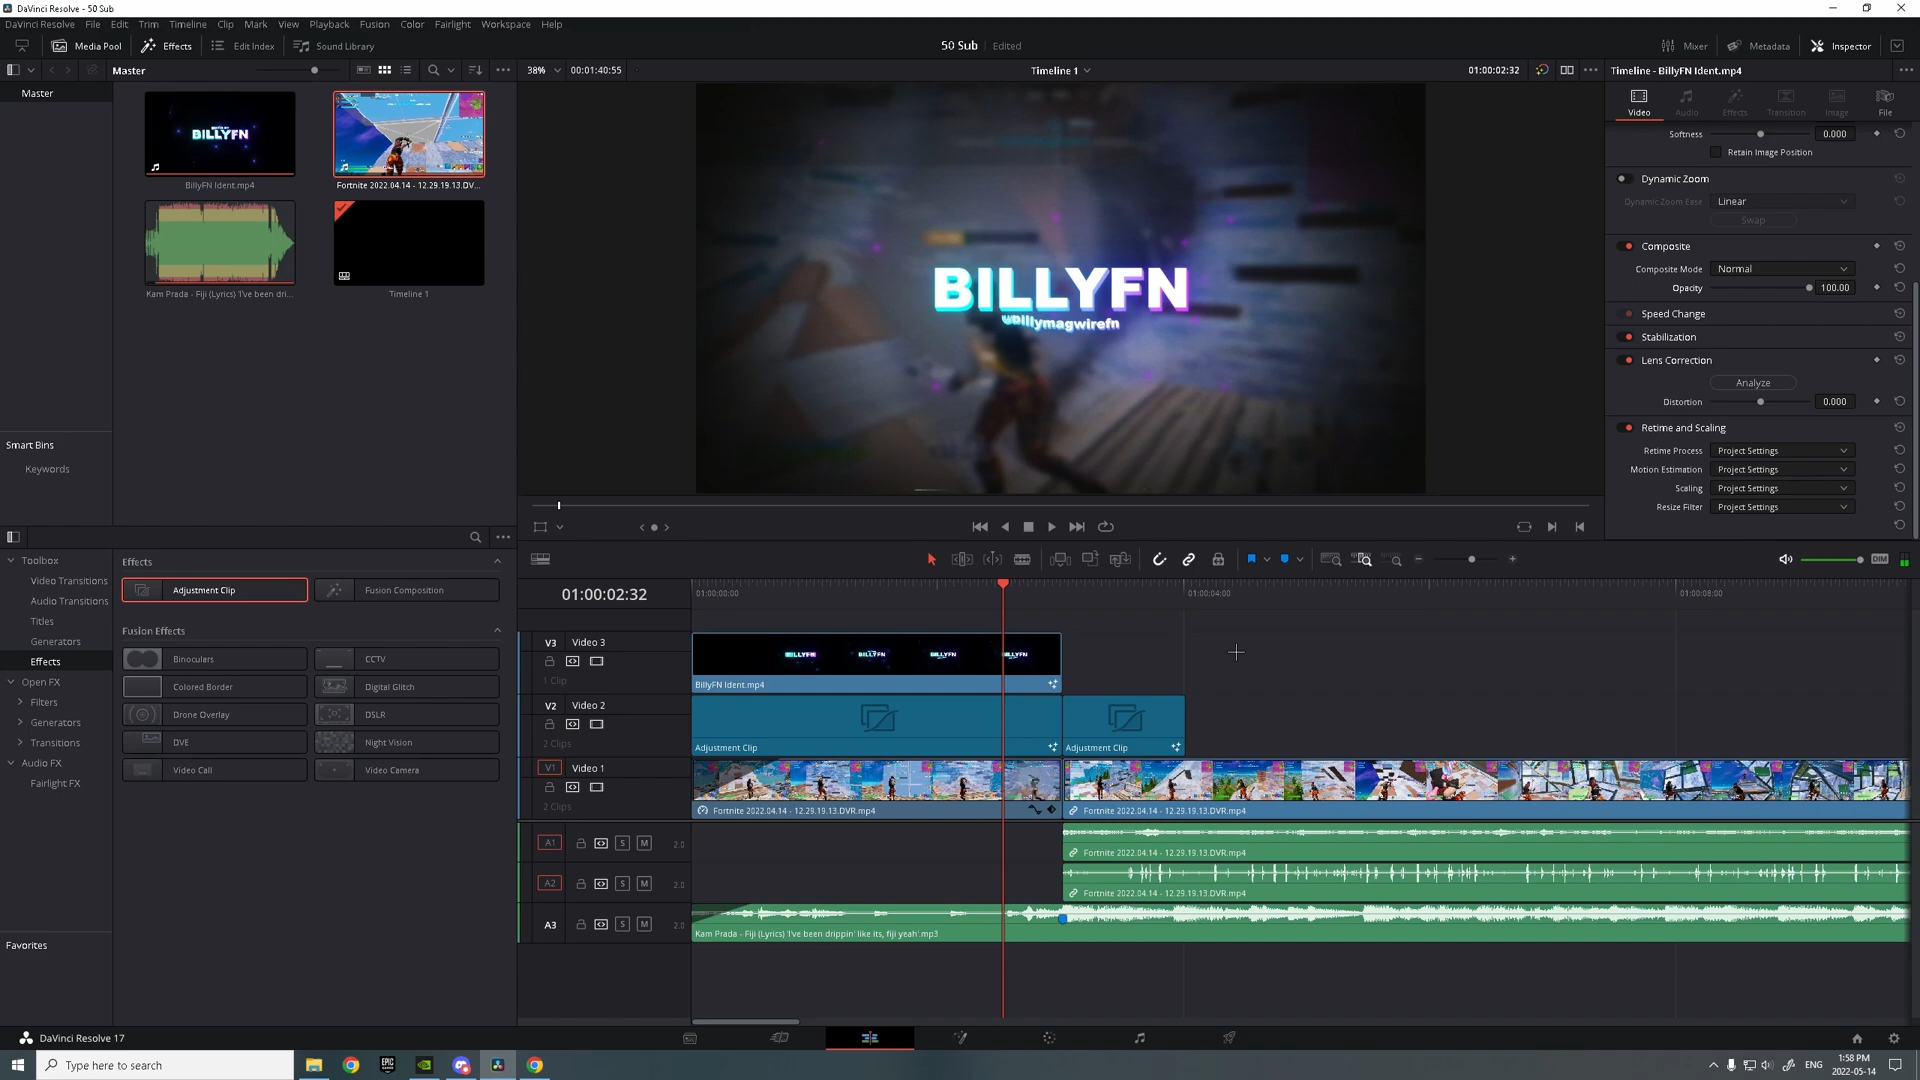 DaVinci Resolve - 50 Sub
DaVinci Resolve File Edit Trim Timeline Clip Mark View Playback Fusion Color Fairlight Workspace Help
Media Pool Effects Edit Index Sound Library
50 Sub Edited
Mixer Metadata Inspector
Master
38% 00:01:40:55
Timeline 1
01:00:02:32
Timeline - BillyFN Ident.mp4
Master
BILLYFN
BillyFN Ident.mp4
Fortnite 2022.04.14 - 12.29.19.13.DV...
Kam Prada - Fiji (Lyrics) 'I've been dri...
Timeline 1
Smart Bins
Keywords
BILLYFN
@Billymagwirefn
Video Audio Effects Transition Image File
Softness 0.000
Retain Image Position
Dynamic Zoom
Dynamic Zoom Ease Linear
Swap
Composite
Composite Mode Normal
Opacity 100.00
Speed Change
Stabilization
Lens Correction
Analyze
Distortion 0.000
Retime and Scaling
Retime Process Project Settings
Motion Estimation Project Settings
Scaling Project Settings
Resize Filter Project Settings
Toolbox
Video Transitions
Audio Transitions
Titles
Generators
Effects
Open FX
Filters
Generators
Transitions
Audio FX
Fairlight FX
Favorites
Effects
Adjustment Clip Fusion Composition
Fusion Effects
Binoculars CCTV
Colored Border Digital Glitch
Drone Overlay DSLR
DVE Night Vision
Video Call Video Camera
DIM
01:00:02:32
01:00:00:00 01:00:04:00 01:00:08:00
V3 Video 3
1 Clip
BILLYFN BILLYFN BILLYFN BILLYFN
BillyFN Ident.mp4
V2 Video 2
2 Clips
Adjustment Clip Adjustment Clip
V1 Video 1
2 Clips
Fortnite 2022.04.14 - 12.29.19.13.DVR.mp4 Fortnite 2022.04.14 - 12.29.19.13.DVR.mp4
A1 S M 2.0
Fortnite 2022.04.14 - 12.29.19.13.DVR.mp4
A2 S M 2.0
Fortnite 2022.04.14 - 12.29.19.13.DVR.mp4
A3 S M 2.0
Kam Prada - Fiji (Lyrics) 'I've been drippin' like its, fiji yeah'.mp3
DaVinci Resolve 17
Type here to search
EPIC
ENG
1:58 PM
2022-05-14